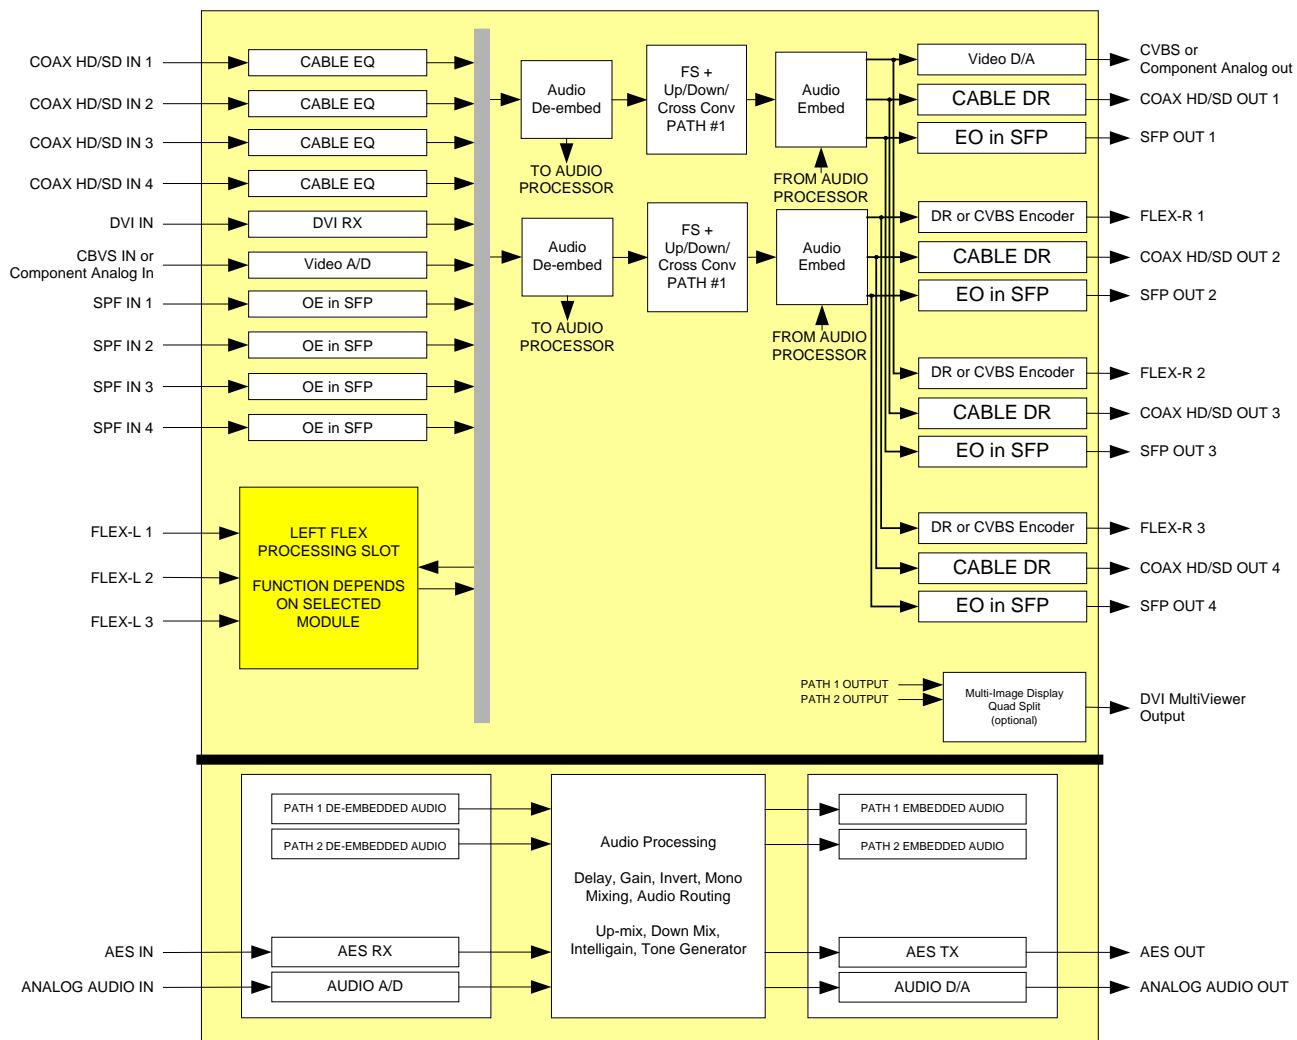 COAX HD/SD IN 1
CABLE EQ
COAX HD/SD IN 2
CABLE EQ
COAX HD/SD IN 3
CABLE EQ
COAX HD/SD IN 4
CABLE EQ
DVI IN
DVI RX
CBVS IN or
Component Analog In
Video A/D
SPF IN 1
OE in SFP
SPF IN 2
OE in SFP
SPF IN 3
OE in SFP
SPF IN 4
OE in SFP
FLEX-L 1
FLEX-L 2
FLEX-L 3
LEFT FLEX
PROCESSING SLOT
FUNCTION DEPENDS
ON SELECTED
MODULE
Audio
De-embed
TO AUDIO
PROCESSOR
FS +
Up/Down/
Cross Conv
PATH #1
Audio
Embed
FROM AUDIO
PROCESSOR
Audio
De-embed
TO AUDIO
PROCESSOR
FS +
Up/Down/
Cross Conv
PATH #1
Audio
Embed
FROM AUDIO
PROCESSOR
Video D/A
CVBS or
Component Analog out
CABLE DR
COAX HD/SD OUT 1
EO in SFP
SFP OUT 1
DR or CVBS Encoder
FLEX-R 1
CABLE DR
COAX HD/SD OUT 2
EO in SFP
SFP OUT 2
DR or CVBS Encoder
FLEX-R 2
CABLE DR
COAX HD/SD OUT 3
EO in SFP
SFP OUT 3
DR or CVBS Encoder
FLEX-R 3
CABLE DR
COAX HD/SD OUT 4
EO in SFP
SFP OUT 4
PATH 1 OUTPUT
PATH 2 OUTPUT
Multi-Image Display
Quad Split
(optional)
DVI MultiViewer
Output
PATH 1 DE-EMBEDDED AUDIO
PATH 2 DE-EMBEDDED AUDIO
AES IN
AES RX
ANALOG AUDIO IN
AUDIO A/D
Audio Processing
Delay, Gain, Invert, Mono
Mixing, Audio Routing
Up-mix, Down Mix,
Intelligain, Tone Generator
PATH 1 EMBEDDED AUDIO
PATH 2 EMBEDDED AUDIO
AES TX
AES OUT
AUDIO D/A
ANALOG AUDIO OUT